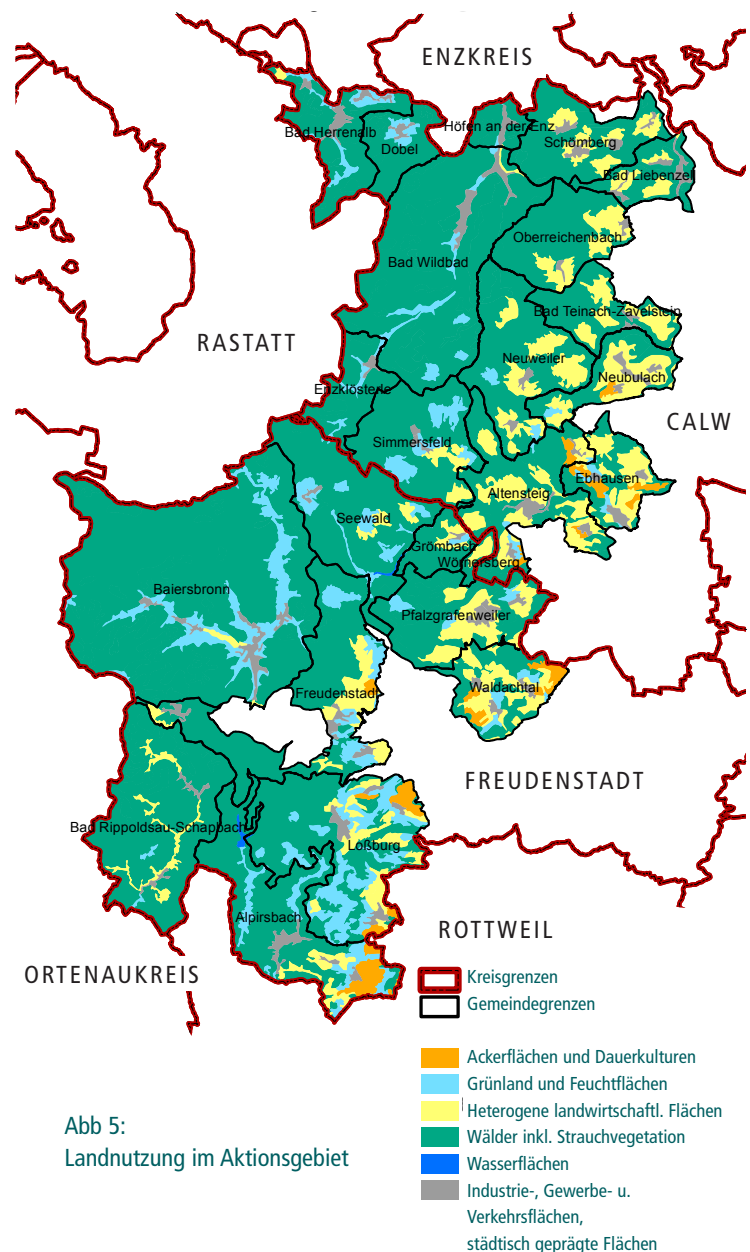 ENZKREIS
Bad Herrenalb
Dobel
Höfen an der Enz
Schömberg
Bad Liebenzell
Oberreichenbach
Bad Wildbad
Bad Teinach-Zavelstein
RASTATT
Neuweiler
Neubulach
Enzklösterle
CALW
Simmersfeld
Ebhausen
Altensteig
Seewald
Grömbach
Wörnersberg
Baiersbronn
Pfalzgrafenweiler
Freudenstadt
Waldachtal
FREUDENSTADT
Bad Rippoldsau-Schapbach
Loßburg
Alpirsbach
ROTTWEIL
ORTENAUKREIS
Kreisgrenzen
Gemeindegrenzen
Ackerflächen und Dauerkulturen
Grünland und Feuchtflächen
Heterogene landwirtschaftl. Flächen
Wälder inkl. Strauchvegetation
Wasserflächen
Industrie-, Gewerbe- u.
Verkehrsflächen,
städtisch geprägte Flächen
Abb 5:
Landnutzung im Aktionsgebiet